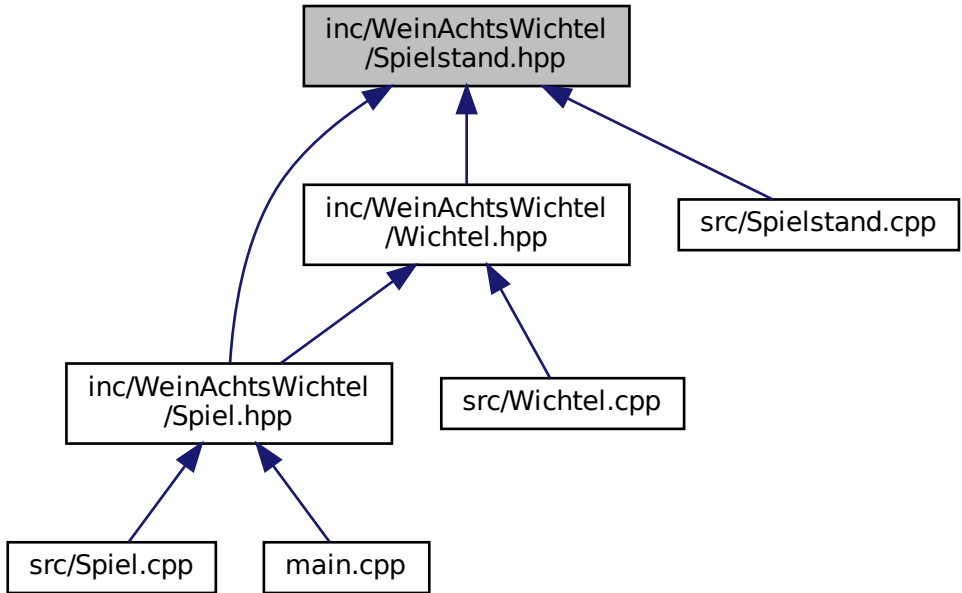 inc/WeinAchtsWichtel
/Spielstand.hpp
inc/WeinAchtsWichtel
/Wichtel.hpp
src/Spielstand.cpp
inc/WeinAchtsWichtel
/Spiel.hpp
src/Wichtel.cpp
src/Spiel.cpp
main.cpp